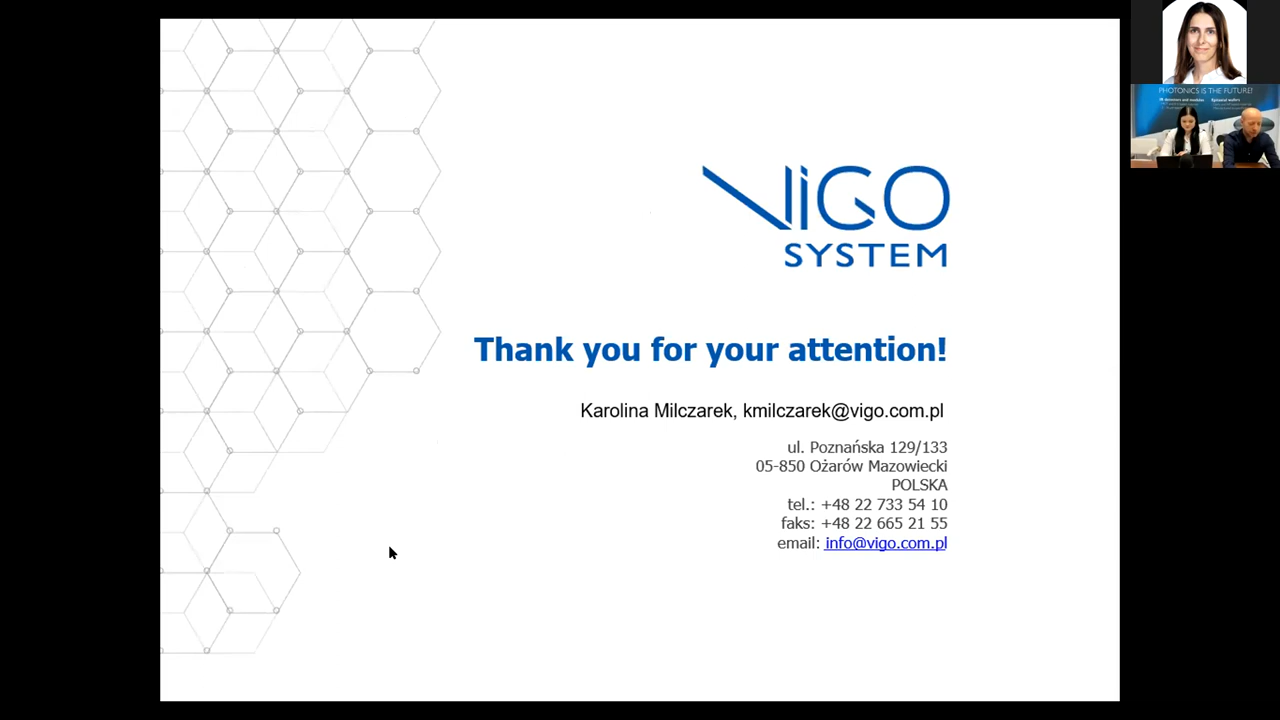 PHOTONICS IS THE FUTURE!
VIGO
SYSTEM
Thank you for your attention!
Karolina Milczarek, kmilczarek@vigo.com.pl
ul. Poznańska 129/133
05-850 Ożarów Mazowiecki
POLSKA
tel.: +48 22 733 54 10
faks: +48 22 665 21 55
email: info@vigo.com.pl